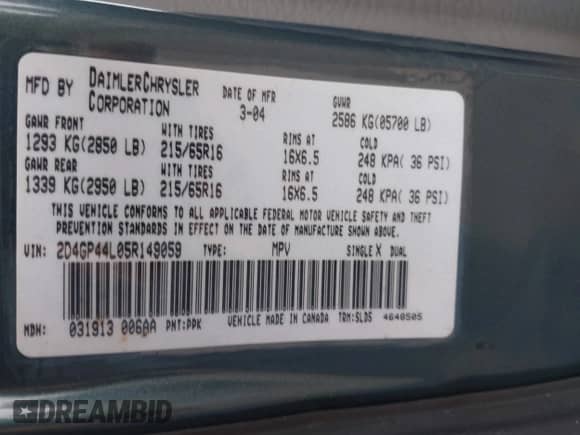 MFD BY DAIMLERCHRYSLER CORPORATION DATE OF MFR 3-04 GVWR 2586 KG(05700 LB)
GAWR FRONT WITH TIRES RIMS AT COLD
1293 KG(2850 LB) 215/65R16 16X6.5 248 KPA( 36 PSI)
GAWR REAR WITH TIRES RIMS AT COLD
1339 KG(2950 LB) 215/65R16 16X6.5 248 KPA( 36 PSI)
THIS VEHICLE CONFORMS TO ALL APPLICABLE FEDERAL MOTOR VEHICLE SAFETY AND THEFT
PREVENTION STANDARDS IN EFFECT ON THE DATE OF MANUFACTURE SHOWN ABOVE.
VIN: 2D4GP44L05R149059 TYPE: MPV SINGLE X DUAL
MDH: 031913 006AA PNT:PPK VEHICLE MADE IN CANADA TRM:SLD5 4648505
DREAMBID